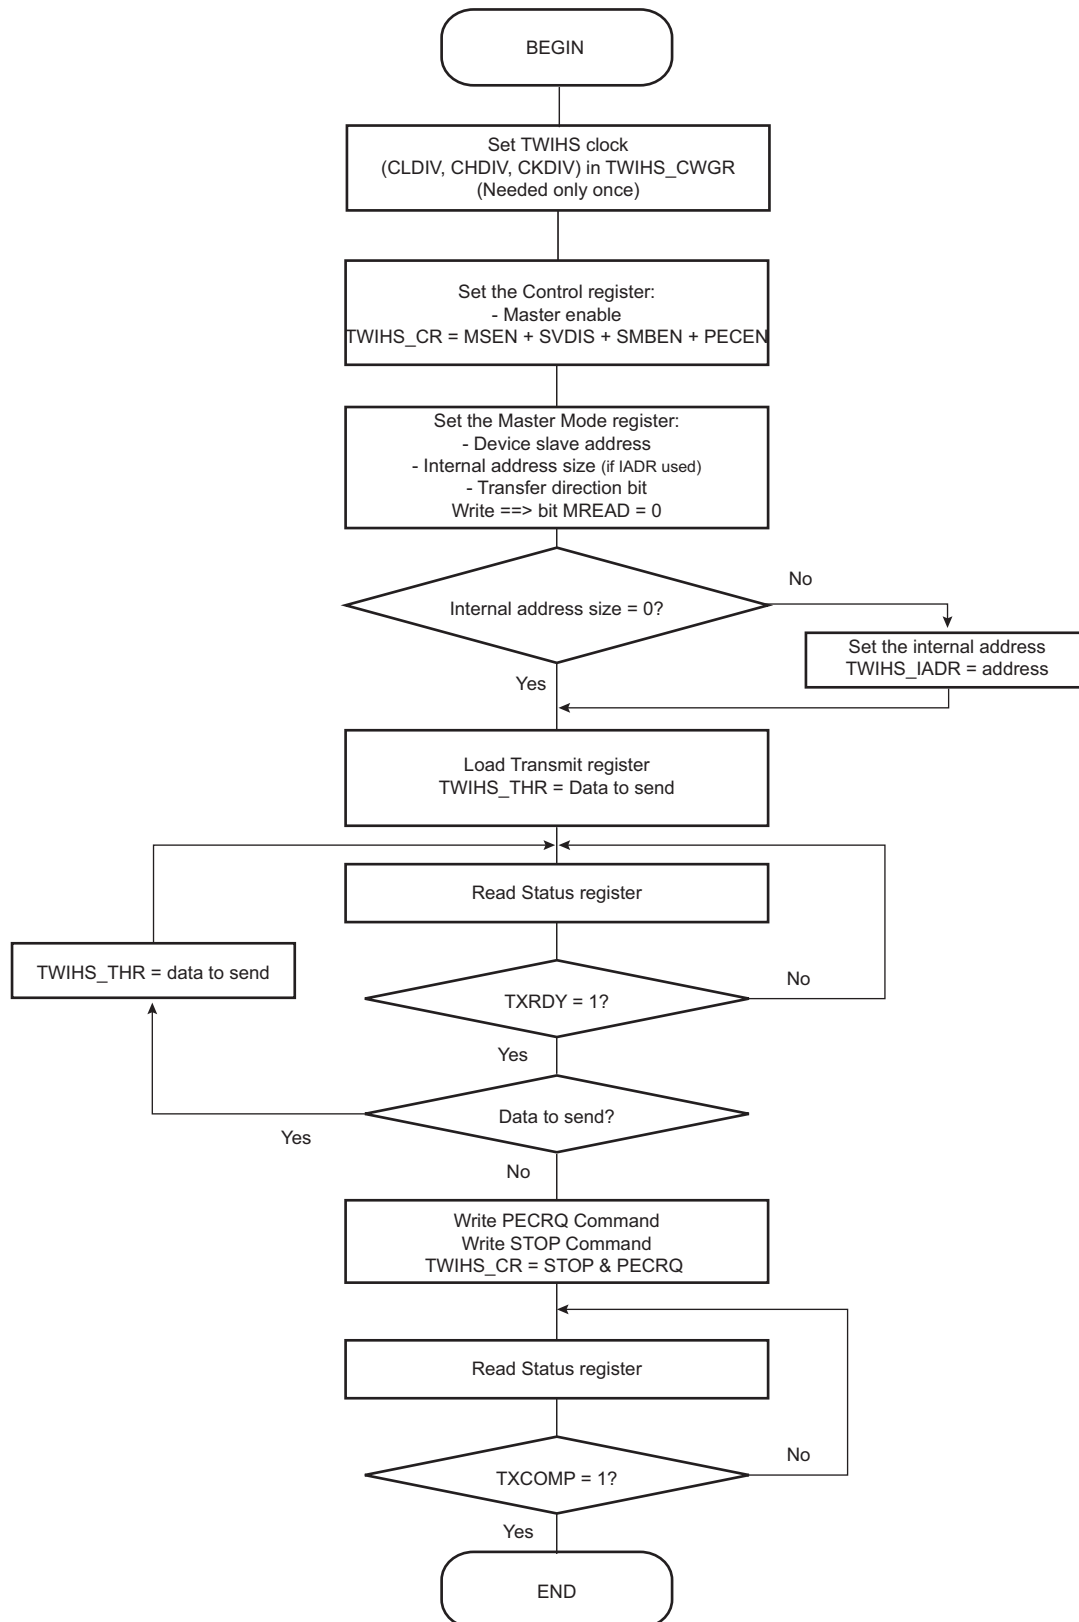 BEGIN
Set TWIHS clock
(CLDIV, CHDIV, CKDIV) in TWIHS_CWGR
(Needed only once)
Set the Control register:
- Master enable
TWIHS_CR = MSEN + SVDIS + SMBEN + PECEN
Set the Master Mode register:
- Device slave address
- Internal address size (if IADR used)
- Transfer direction bit
Write ==> bit MREAD = 0
No
Internal address size = 0?
Set the internal address
TWIHS_IADR = address
Yes
Load Transmit register
TWIHS_THR = Data to send
Read Status register
TWIHS_THR = data to send
No
TXRDY = 1?
Yes
Data to send?
Yes
No
Write PECRQ Command
Write STOP Command
TWIHS_CR = STOP & PECRQ
Read Status register
No
TXCOMP = 1?
Yes
END